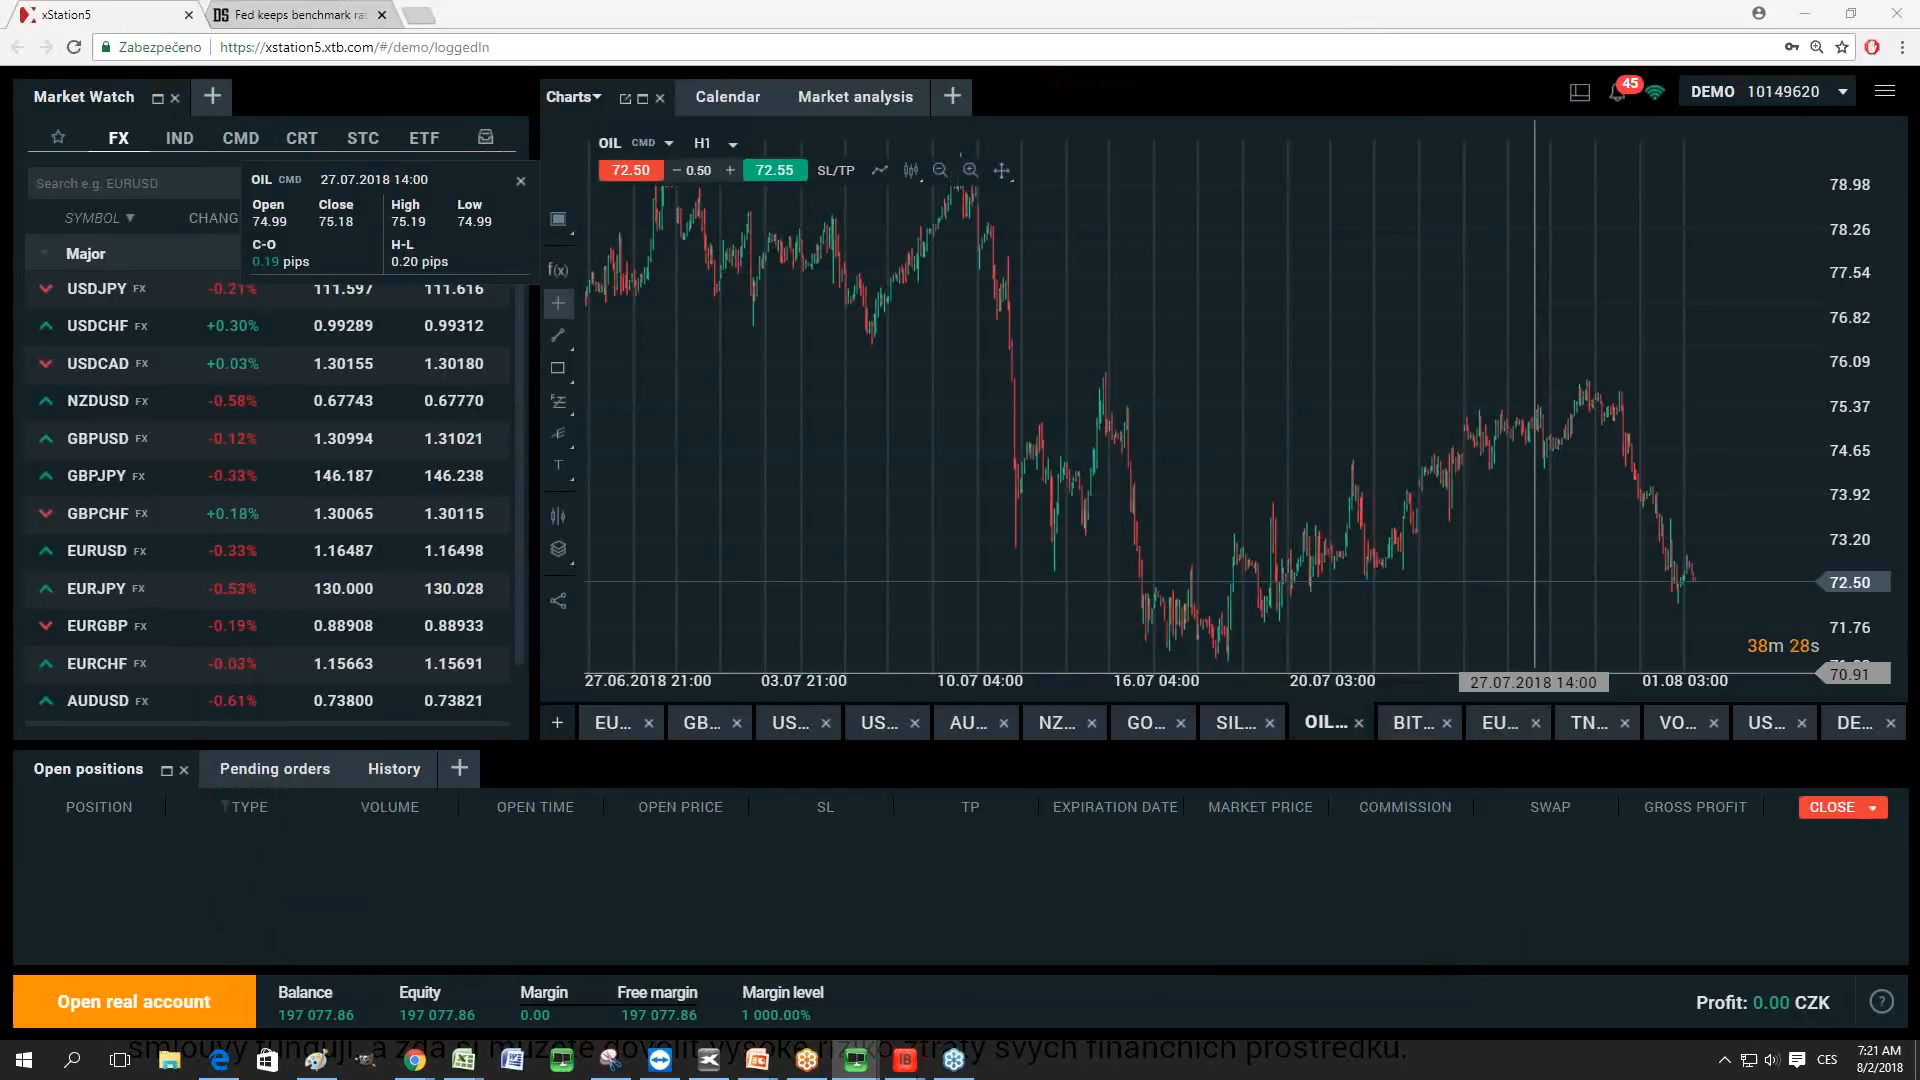 xStation5
Fed keeps benchmark rat
Zabezpečeno https://xstation5.xtb.com/#/demo/loggedIn
Market Watch
Charts Calendar Market analysis
45
DEMO 10149620
FX IND CMD CRT STC ETF
Search e.g. EURUSD
SYMBOL CHANG
Major
OIL CMD 27.07.2018 14:00
Open Close High Low
74.99 75.18 75.19 74.99
C-O H-L
0.19 pips 0.20 pips
USDJPY FX -0.21% 111.597 111.616
USDCHF FX +0.30% 0.99289 0.99312
USDCAD FX +0.03% 1.30155 1.30180
NZDUSD FX -0.58% 0.67743 0.67770
GBPUSD FX -0.12% 1.30994 1.31021
GBPJPY FX -0.33% 146.187 146.238
GBPCHF FX +0.18% 1.30065 1.30115
EURUSD FX -0.33% 1.16487 1.16498
EURJPY FX -0.53% 130.000 130.028
EURGBP FX -0.19% 0.88908 0.88933
EURCHF FX -0.03% 1.15663 1.15691
AUDUSD FX -0.61% 0.73800 0.73821
OIL CMD H1
72.50 0.50 72.55 SL/TP
f(x)
T
78.98
78.26
77.54
76.82
76.09
75.37
74.65
73.92
73.20
72.50
71.76
38m 28s
70.91
27.06.2018 21:00 03.07 21:00 10.07 04:00 16.07 04:00 20.07 03:00 27.07.2018 14:00 01.08 03:00
EU... GB... US... US... AU... NZ... GO... SIL... OIL... BIT... EU... TN... VO... US... DE...
Open positions Pending orders History
POSITION TYPE VOLUME OPEN TIME OPEN PRICE SL TP EXPIRATION DATE MARKET PRICE COMMISSION SWAP GROSS PROFIT CLOSE
Open real account
Balance Equity Margin Free margin Margin level
197 077.86 197 077.86 0.00 197 077.86 1 000.00%
Profit: 0.00 CZK
CES
7:21 AM
8/2/2018